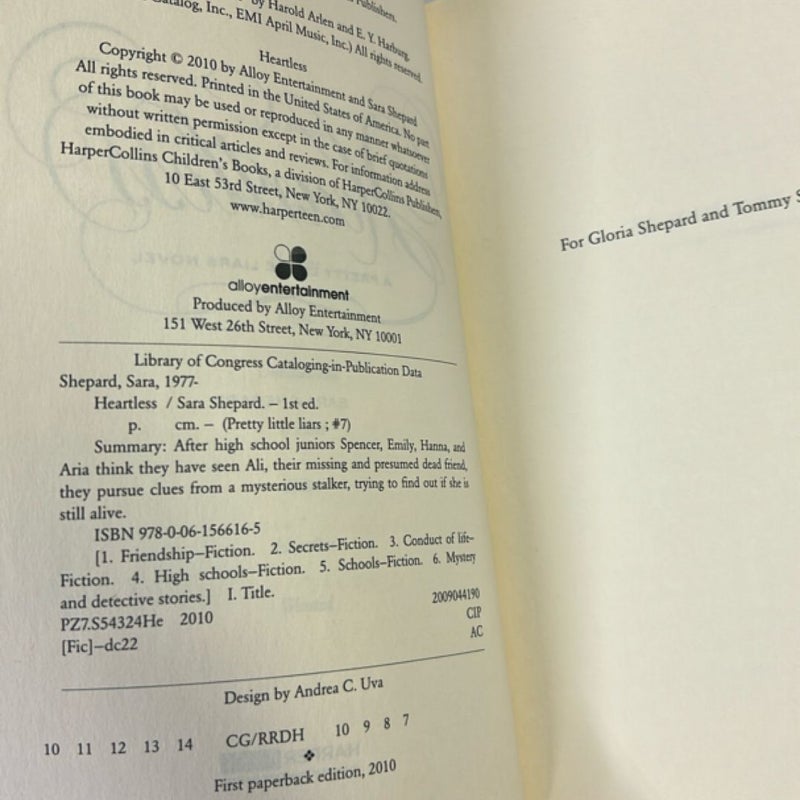 Publishers.
by Harold Arlen and E. Y. Harburg.
Catalog, Inc., EMI April Music, Inc.) All rights reserved.
Heartless
Copyright © 2010 by Alloy Entertainment and Sara Shepard
All rights reserved. Printed in the United States of America. No part
of this book may be used or reproduced in any manner whatsoever
without written permission except in the case of brief quotations
embodied in critical articles and reviews. For information address
HarperCollins Children's Books, a division of HarperCollins Publishers,
10 East 53rd Street, New York, NY 10022.
www.harperteen.com
alloyentertainment
Produced by Alloy Entertainment
151 West 26th Street, New York, NY 10001
Library of Congress Cataloging-in-Publication Data
Shepard, Sara, 1977-
Heartless / Sara Shepard. – 1st ed.
p. cm. – (Pretty little liars ; #7)
Summary: After high school juniors Spencer, Emily, Hanna, and
Aria think they have seen Ali, their missing and presumed dead friend,
they pursue clues from a mysterious stalker, trying to find out if she is
still alive.
ISBN 978-0-06-156616-5
[1. Friendship–Fiction. 2. Secrets–Fiction. 3. Conduct of life–
Fiction. 4. High schools–Fiction. 5. Schools–Fiction. 6. Mystery
and detective stories.] I. Title.
PZ7.S54324He 2010 2009044190
[Fic]–dc22 CIP
AC
Design by Andrea C. Uva
10 11 12 13 14 CG/RRDH 10 9 8 7
First paperback edition, 2010
For Gloria Shepard and Tommy S